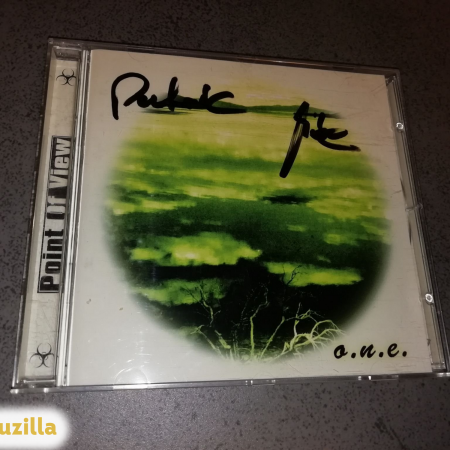 Point Of View
o.n.e.
uzilla